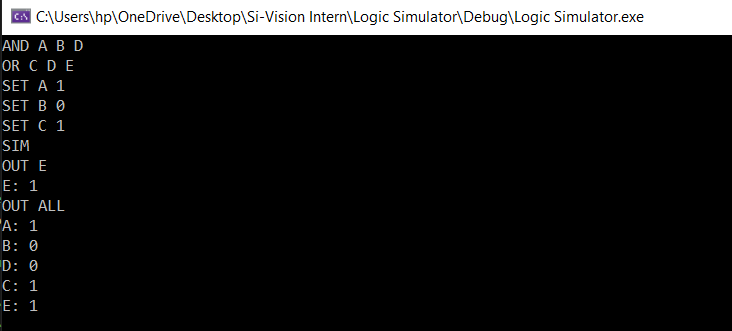 C:\Users\hp\OneDrive\Desktop\Si-Vision Intern\Logic Simulator\Debug\Logic Simulator.exe
AND A B D
OR C D E
SET A 1
SET B 0
SET C 1
SIM
OUT E
E: 1
OUT ALL
A: 1
B: 0
D: 0
C: 1
E: 1